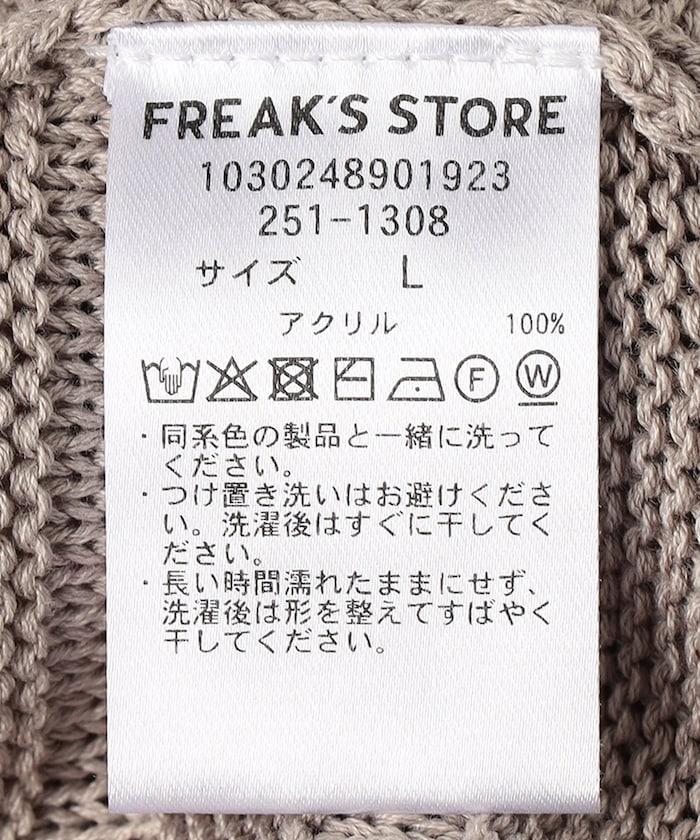 FREAK'S STORE
1030248901923
251-1308
サイズ L
アクリル 100%
F W
・同系色の製品と一緒に洗って
ください。
・つけ置き洗いはお避けくださ
い。洗濯後はすぐに干してく
ださい。
・長い時間濡れたままにせず、
洗濯後は形を整えてすばやく
干してください。